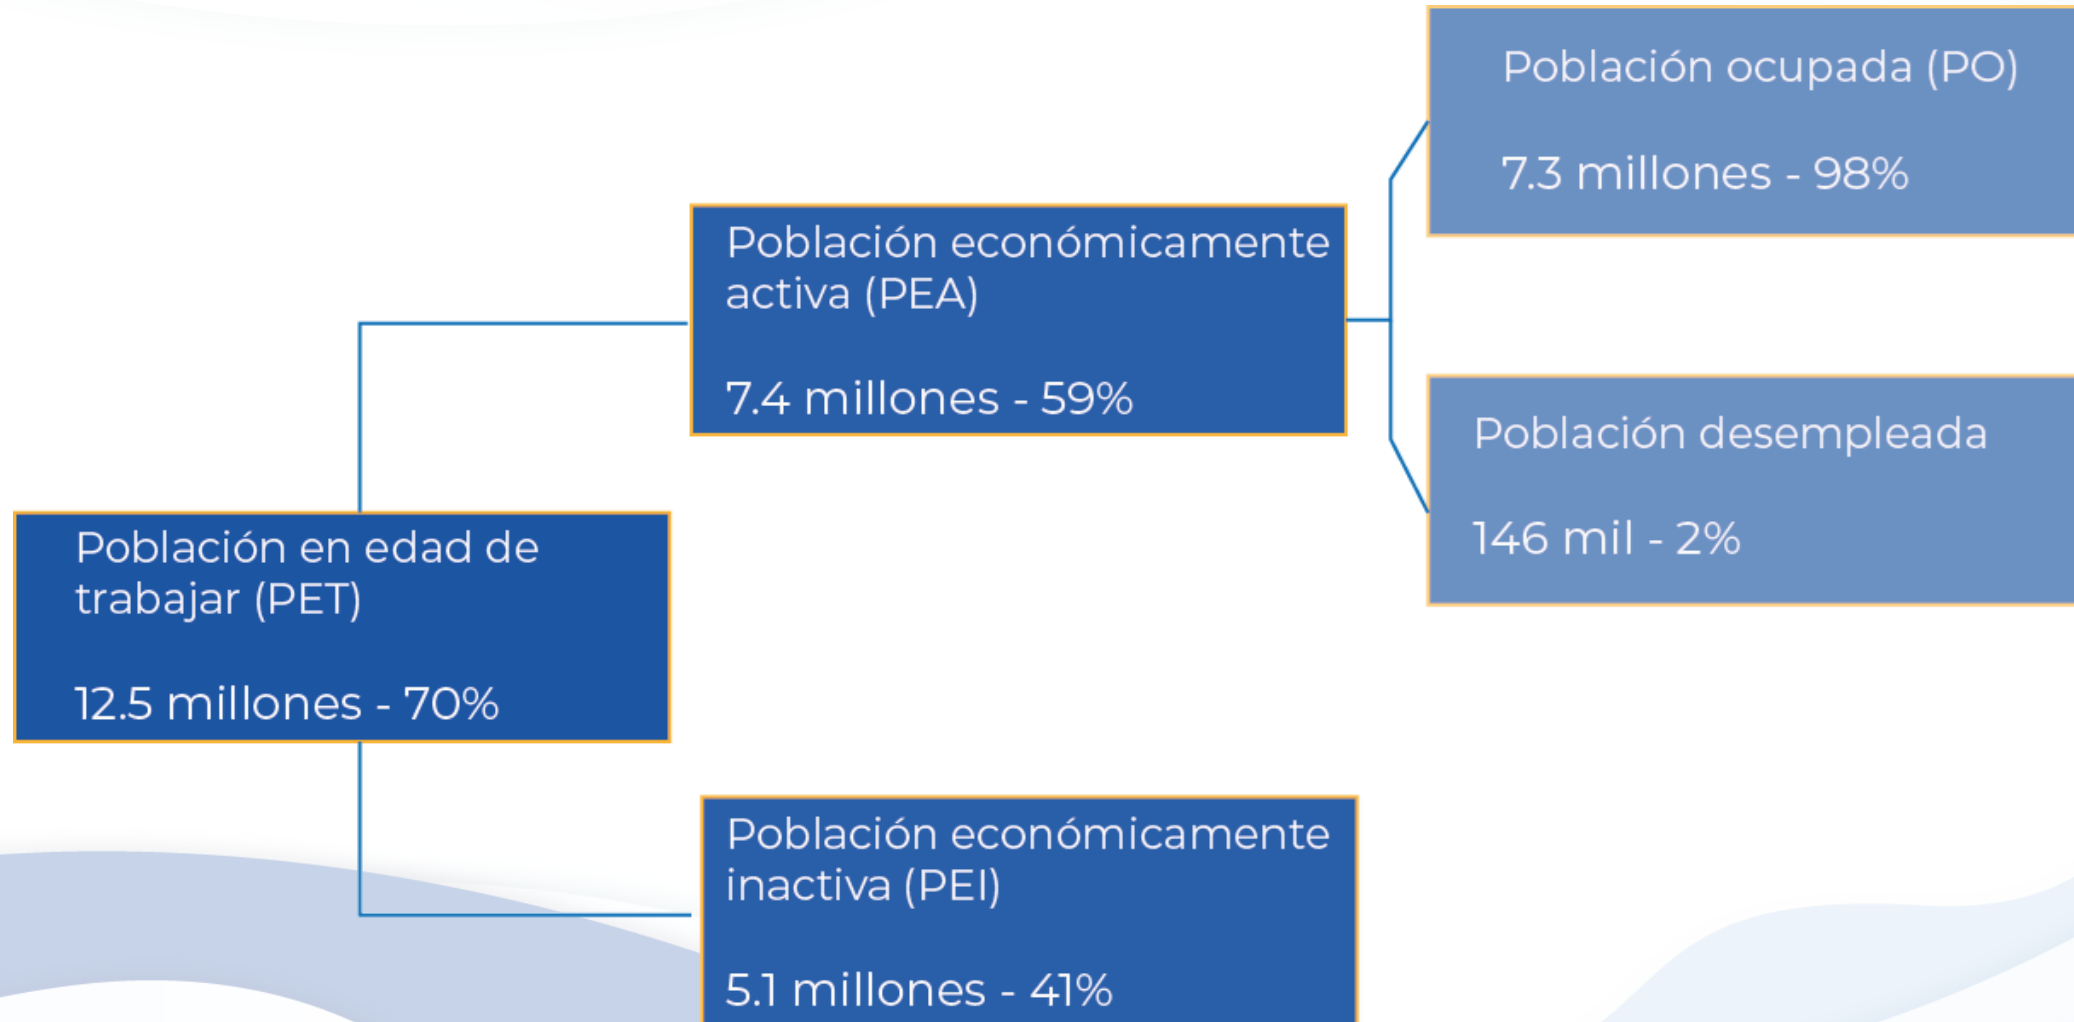 Población ocupada (PO)
7.3 millones - 98%
Población económicamente
activa (PEA)
7.4 millones - 59%
Población desempleada
146 mil - 2%
Población en edad de
trabajar (PET)
12.5 millones - 70%
Población económicamente
inactiva (PEI)
5.1 millones - 41%